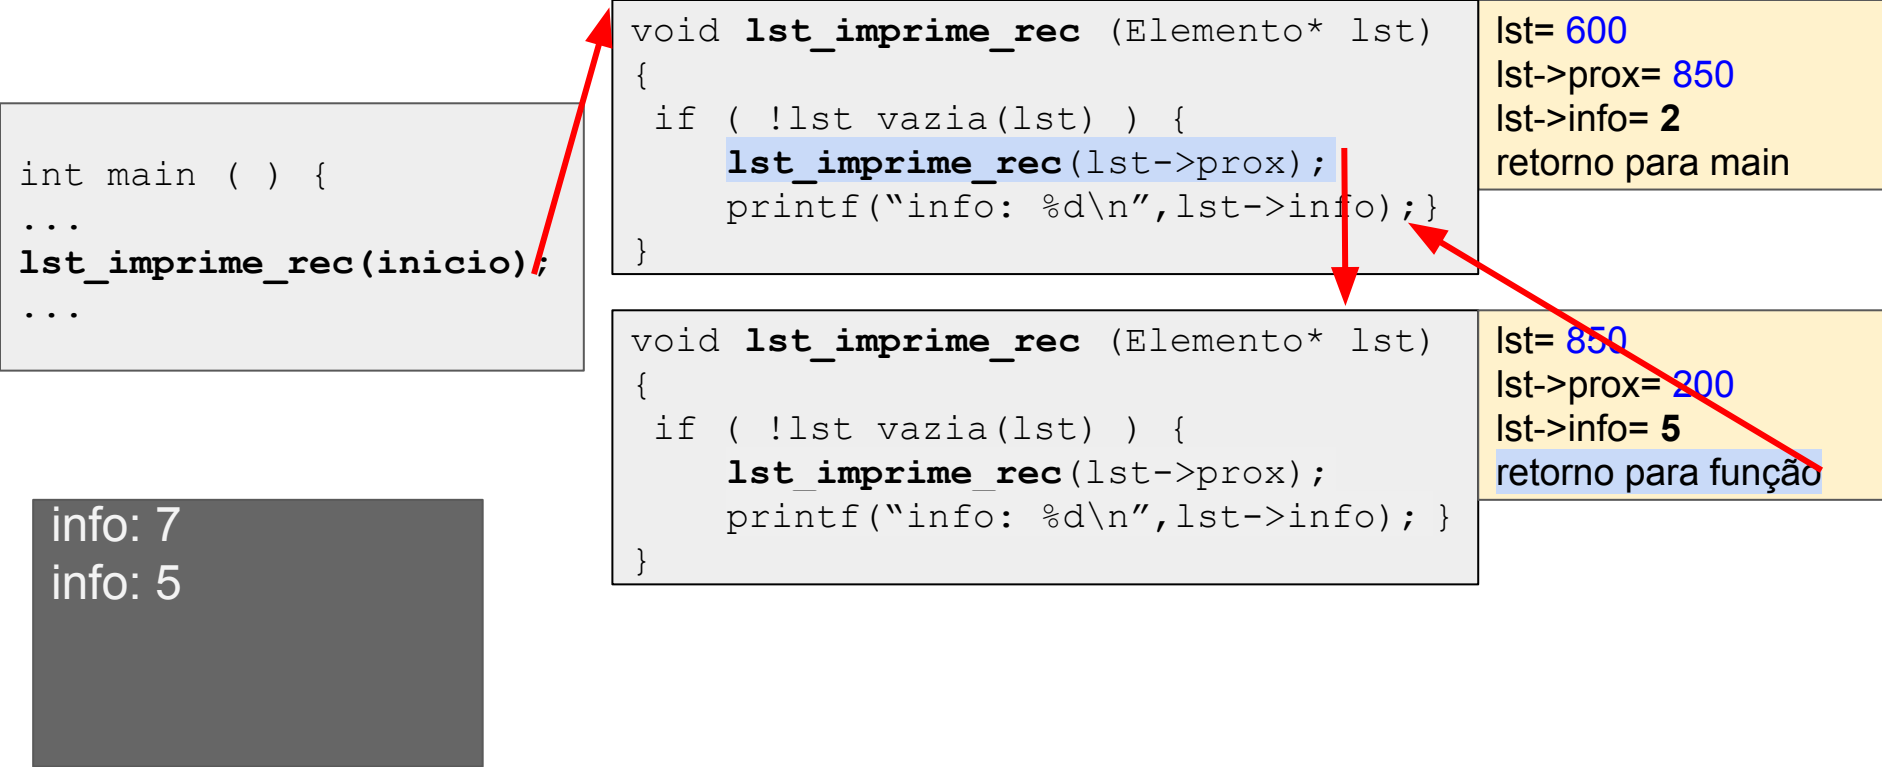 int main ( ) {
...
lst_imprime_rec(inicio);
...
void lst_imprime_rec (Elemento* lst)
{
if ( !lst vazia(lst) ) {
lst_imprime_rec(lst->prox);
printf(“info: %d\n”,lst->info);}
}
lst= 600
lst->prox= 850
lst->info= 2
retorno para main
void lst_imprime_rec (Elemento* lst)
{
if ( !lst vazia(lst) ) {
lst_imprime_rec(lst->prox);
printf(“info: %d\n”,lst->info); }
}
lst= 850
lst->prox= 200
lst->info= 5
retorno para função
info: 7
info: 5